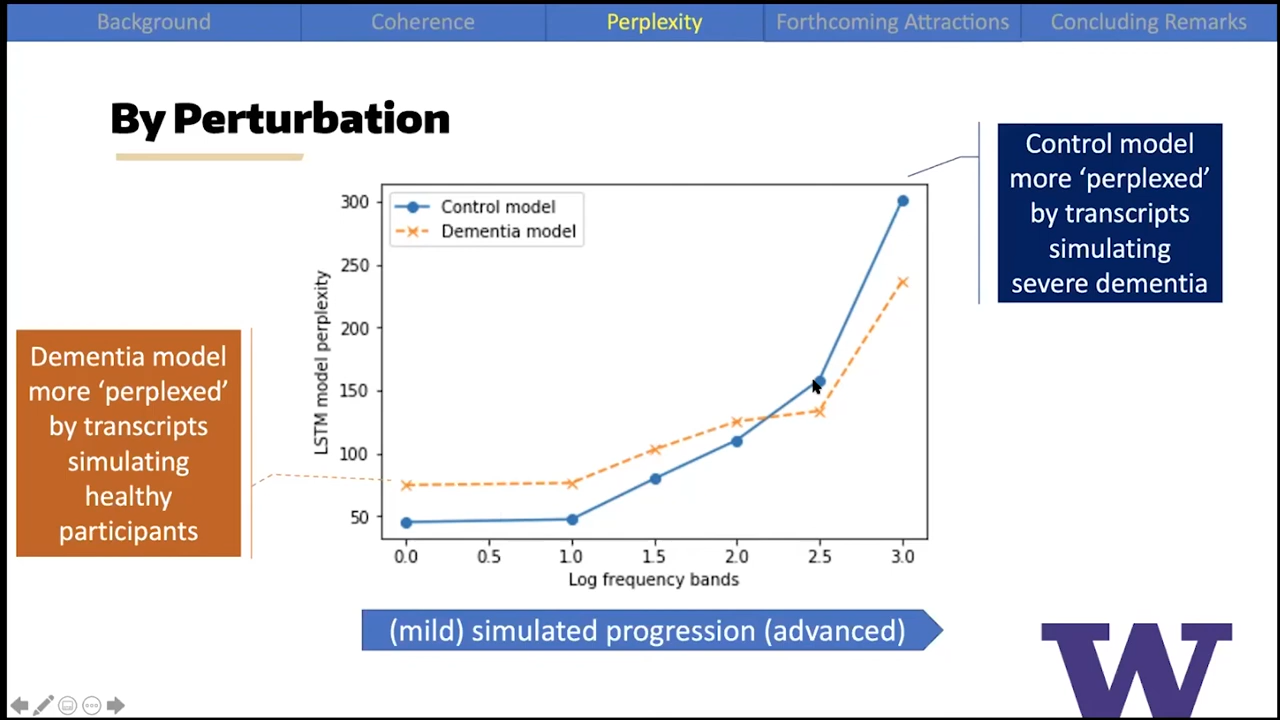 Background
Coherence
Perplexity
Forthcoming Attractions
Concluding Remarks
By Perturbation
Control model
more ‘perplexed’
by transcripts
simulating
severe dementia
Dementia model
more ‘perplexed’
by transcripts
simulating
healthy
participants
Control model
Dementia model
LSTM model perplexity
300
250
200
150
100
50
0.0
0.5
1.0
1.5
2.0
2.5
3.0
Log frequency bands
(mild) simulated progression (advanced)
W